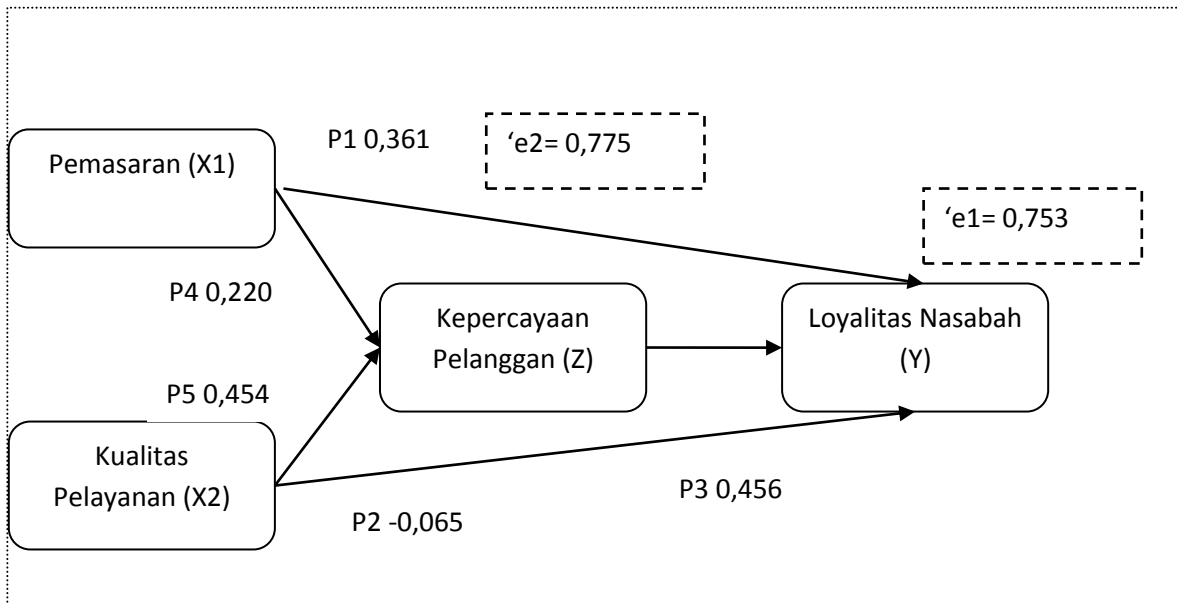 P1 0,361
‘e2= 0,775
Pemasaran (X1)
‘e1= 0,753
P4 0,220
Kepercayaan
Pelanggan (Z)
Loyalitas Nasabah
(Y)
P5 0,454
Kualitas
Pelayanan (X2)
P3 0,456
P2 -0,065